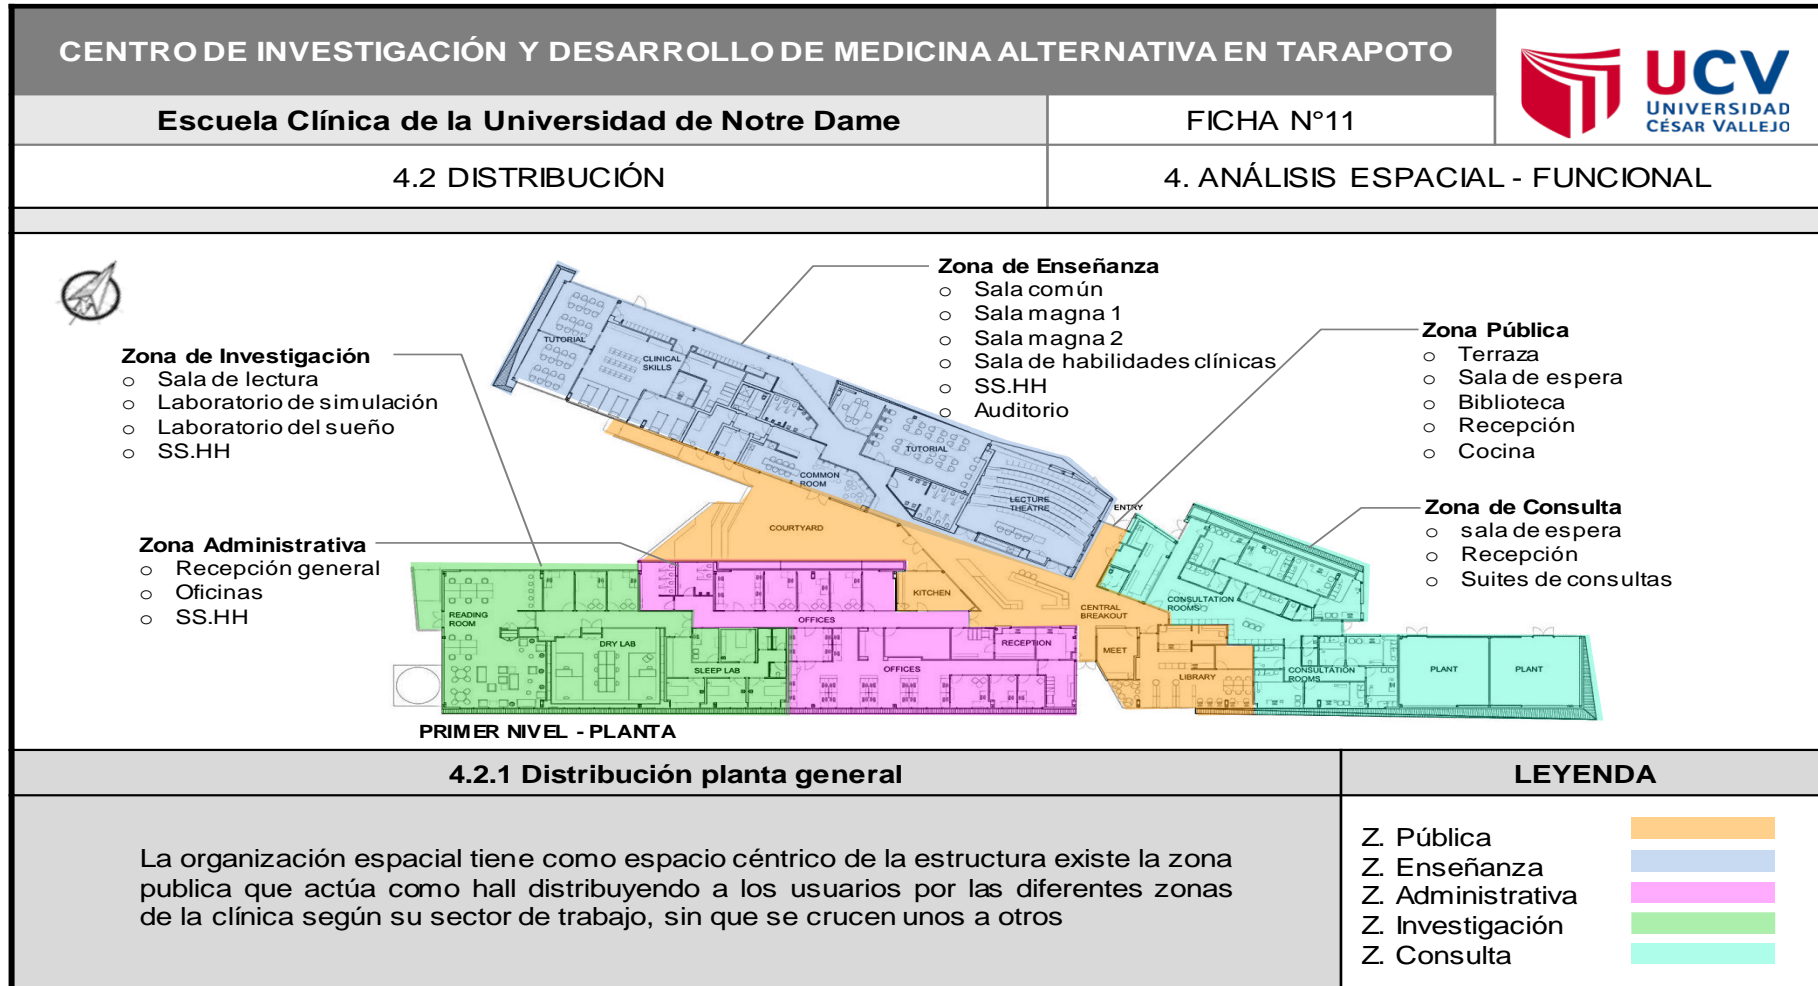 CENTRO DE INVESTIGACIÓN Y DESARROLLO DE MEDICINA ALTERNATIVA EN TARAPOTO
UCV
UNIVERSIDAD
CÉSAR VALLEJO
Escuela Clínica de la Universidad de Notre Dame
FICHA N°11
4.2 DISTRIBUCIÓN
4. ANÁLISIS ESPACIAL - FUNCIONAL
Zona de Enseñanza
o Sala común
o Sala magna 1
o Sala magna 2
o Sala de habilidades clínicas
o SS.HH
o Auditorio
Zona Pública
o Terraza
o Sala de espera
o Biblioteca
o Recepción
o Cocina
Zona de Investigación
o Sala de lectura
o Laboratorio de simulación
o Laboratorio del sueño
o SS.HH
Zona de Consulta
o sala de espera
o Recepción
o Suites de consultas
Zona Administrativa
o Recepción general
o Oficinas
o SS.HH
TUTORIAL
CLINICAL
SKILLS
COMMON
ROOM
TUTORIAL
LECTURE
THEATRE
ENTRY
COURTYARD
KITCHEN
CENTRAL
BREAKOUT
CONSULTATION
ROOMS
READING
ROOM
OFFICES
DRY LAB
SLEEP LAB
OFFICES
RECEPTION
MEET
LIBRARY
CONSULTATION
ROOMS
PLANT
PLANT
PRIMER NIVEL - PLANTA
4.2.1 Distribución planta general
LEYENDA
La organización espacial tiene como espacio céntrico de la estructura existe la zona
publica que actúa como hall distribuyendo a los usuarios por las diferentes zonas
de la clínica según su sector de trabajo, sin que se crucen unos a otros
Z. Pública
Z. Enseñanza
Z. Administrativa
Z. Investigación
Z. Consulta